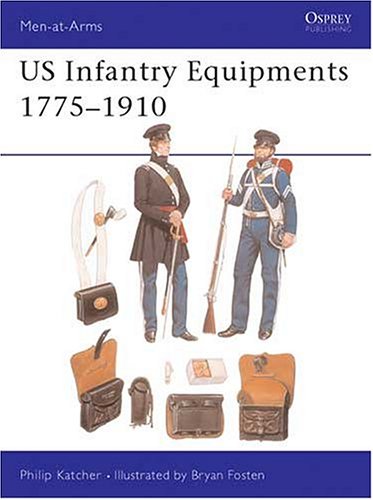 Men-at-Arms
OSPREY
PUBLISHING
US Infantry Equipments
1775–1910
Philip Katcher • Illustrated by Bryan Fosten